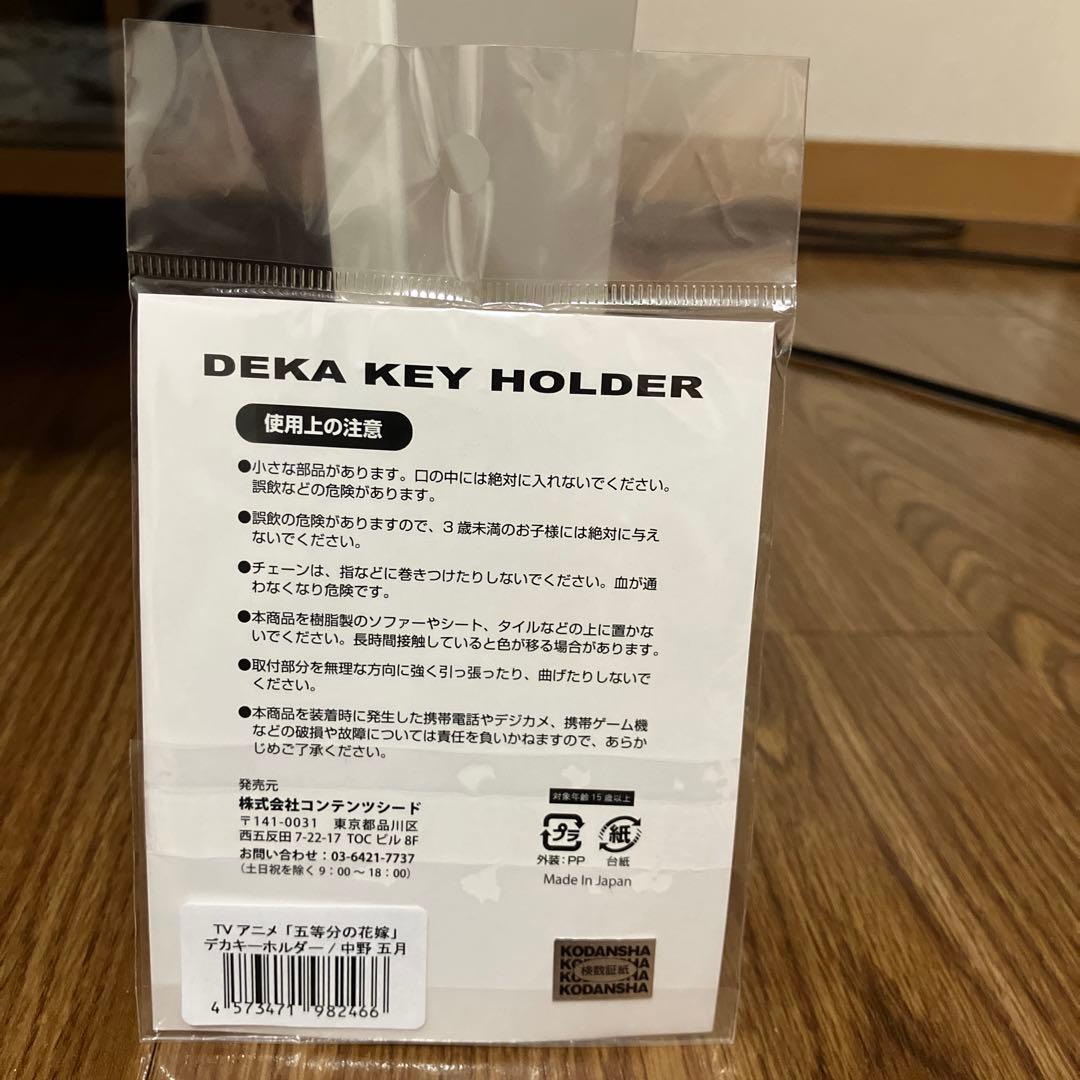 DEKA KEY HOLDER
使用上の注意
●小さな部品があります。口の中には絶対に入れないでください。
誤飲などの危険があります。
●誤飲の危険がありますので、3歳未満のお子様には絶対に与え
ないでください。
●チェーンは、指などに巻きつけたりしないでください。血が通
わなくなり危険です。
●本商品を樹脂製のソファーやシート、タイルなどの上に置かな
いでください。長時間接触していると色が移る場合があります。
●取付部分を無理な方向に強く引っ張ったり、曲げたりしないで
ください。
●本商品を装着時に発生した携帯電話やデジカメ、携帯ゲーム機
などの破損や故障については責任を負いかねますので、あらか
じめご了承ください。
発売元
株式会社コンテンツシード
〒141-0031 東京都品川区
西五反田7-22-17 TOCビル8F
お問い合わせ:03-6421-7737
(土日祝を除く9:00~18:00)
対象年齢15歳以上
プラ 紙
外装:PP 台紙
Made In Japan
TVアニメ「五等分の花嫁」
デカキーホルダー/中野 五月
4 573471 982466
KODANSHA
KODANSHA
検数証紙
KODANSHA
KODANSHA